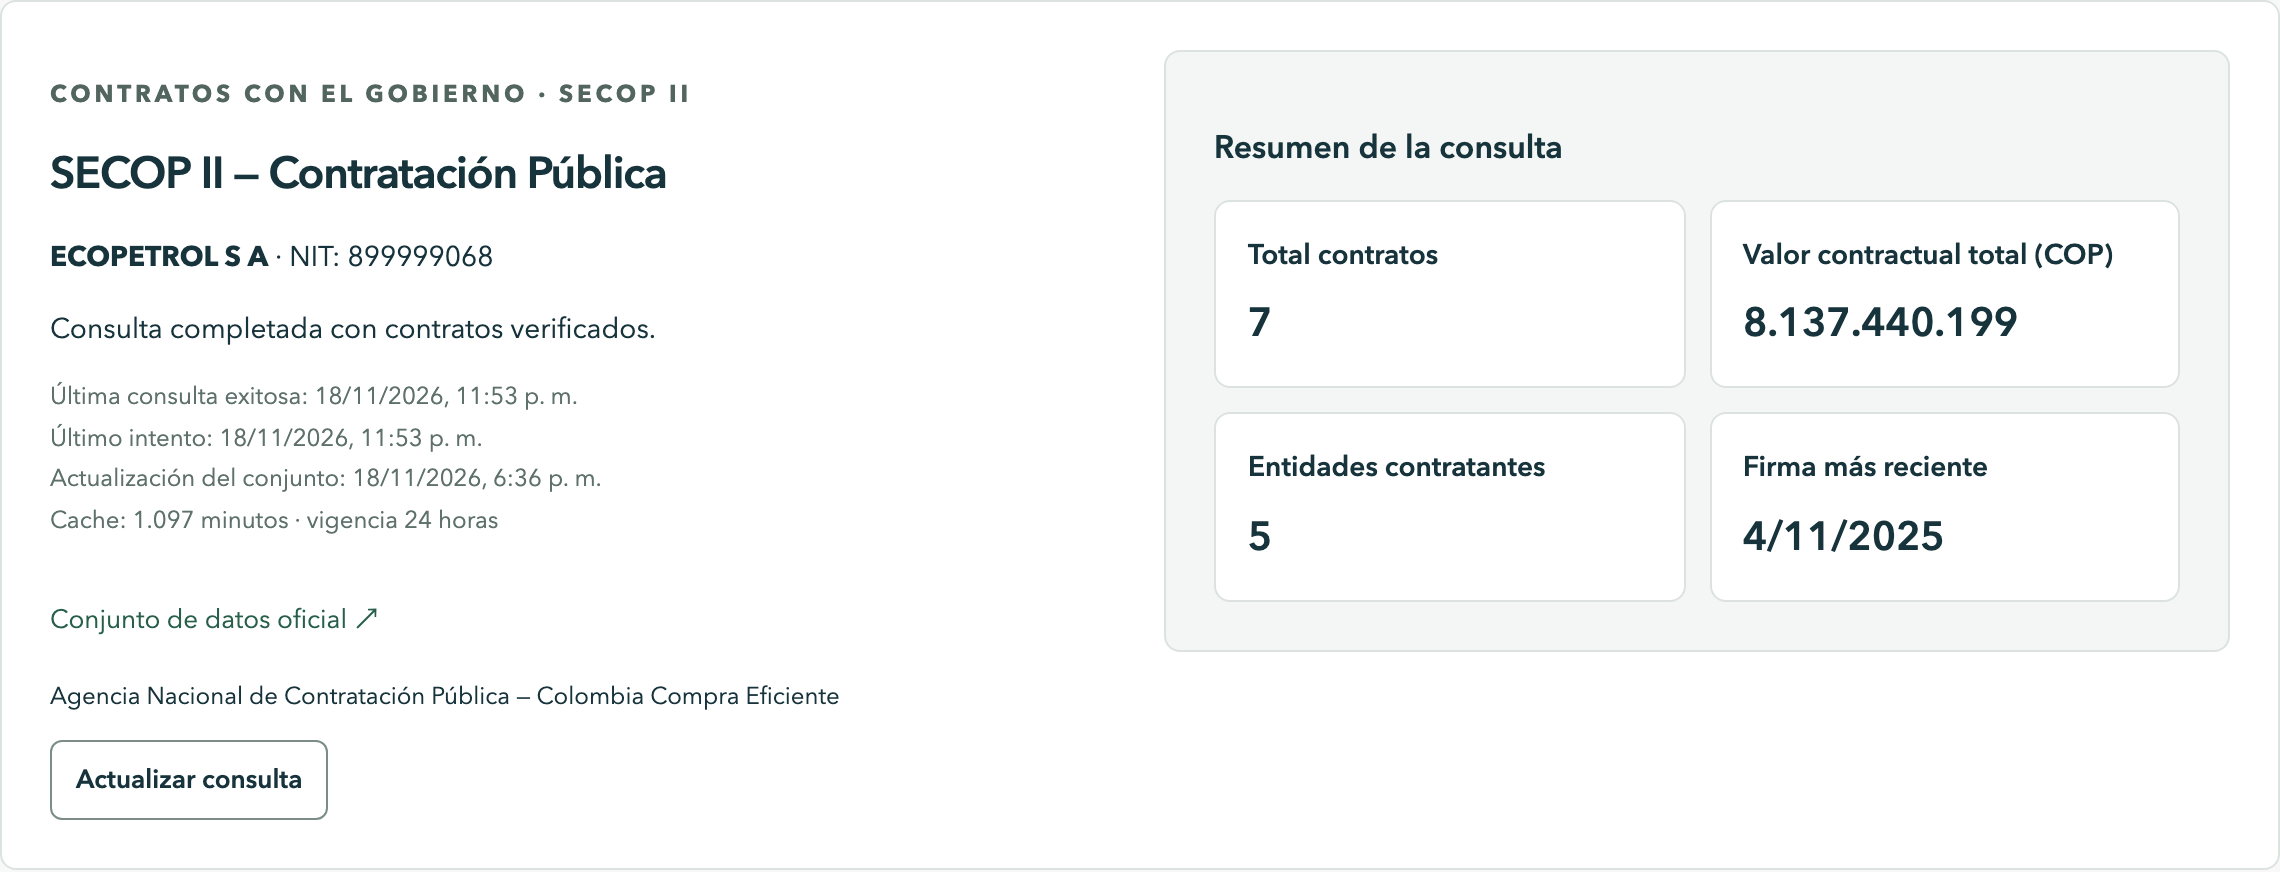 CONTRATOS CON EL GOBIERNO · SECOP II
SECOP II – Contratación Pública
ECOPETROL S A · NIT: 899999068
Consulta completada con contratos verificados.
Última consulta exitosa: 18/11/2026, 11:53 p. m.
Último intento: 18/11/2026, 11:53 p. m.
Actualización del conjunto: 18/11/2026, 6:36 p. m.
Cache: 1.097 minutos · vigencia 24 horas
Conjunto de datos oficial ↗
Agencia Nacional de Contratación Pública – Colombia Compra Eficiente
Actualizar consulta
Resumen de la consulta
Total contratos
7
Valor contractual total (COP)
8.137.440.199
Entidades contratantes
5
Firma más reciente
4/11/2025